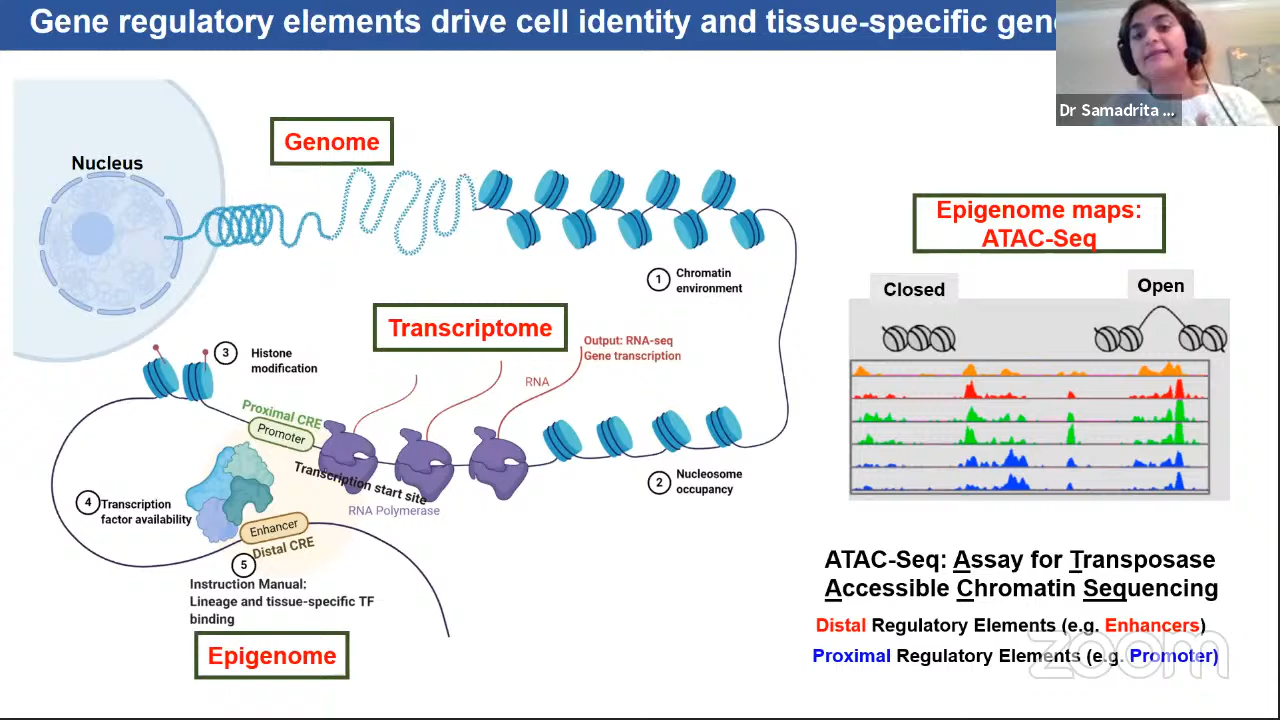 Gene regulatory elements drive cell identity and tissue-specific
Dr Samadrita ...
Genome
Nucleus
1
Chromatin
environment
Epigenome maps:
ATAC-Seq
Closed
Open
Transcriptome
Output: RNA-seq
Gene transcription
RNA
3
Histone
modification
Proximal CRE
Promoter
Transcription start site
RNA Polymerase
2
Nucleosome
occupancy
4
Transcription
factor availability
Enhancer
Distal CRE
5
Instruction Manual:
Lineage and tissue-specific TF
binding
Epigenome
ATAC-Seq: Assay for Transposase
Accessible Chromatin Sequencing
Distal Regulatory Elements (e.g. Enhancers)
Proximal Regulatory Elements (e.g. Promoter)
zoom